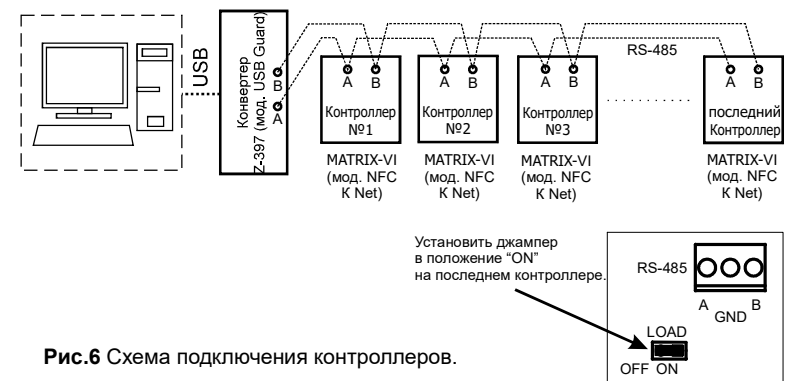 USB
Конвертер
Z-397 (мод. USB Guard)
B
A
A B
Контроллер
№1
MATRIX-VI
(мод. NFC
K Net)
A B
Контроллер
№2
MATRIX-VI
(мод. NFC
K Net)
A B
Контроллер
№3
MATRIX-VI
(мод. NFC
K Net)
RS-485
A B
последний
Контроллер
MATRIX-VI
(мод. NFC
K Net)
Установить джампер
в положение “ON”
на последнем контроллере.
RS-485
A B
GND
LOAD
OFF ON
Рис.6 Схема подключения контроллеров.